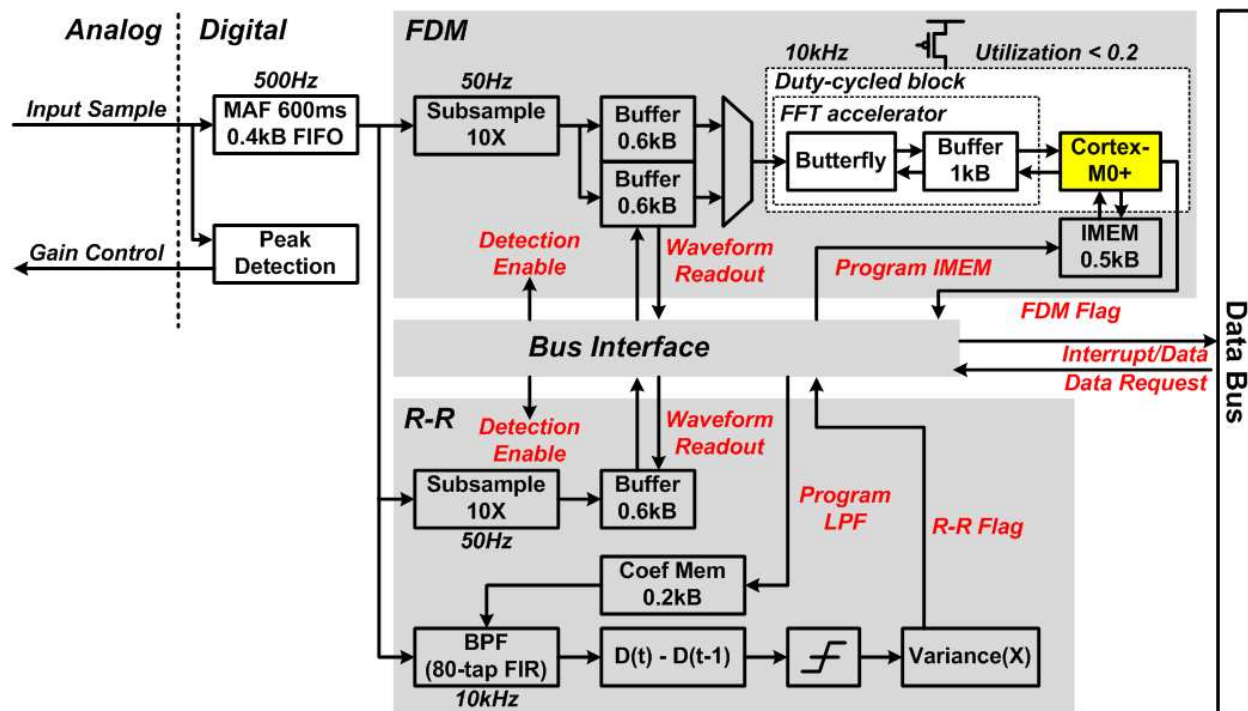 Analog
Digital
500Hz
Input Sample
MAF 600ms
0.4kB FIFO
Gain Control
Peak
Detection
FDM
50Hz
Subsample
10X
Buffer
0.6kB
Buffer
0.6kB
10kHz
Utilization < 0.2
Duty-cycled block
FFT accelerator
Butterfly
Buffer
1kB
Cortex-
M0+
IMEM
0.5kB
Detection
Enable
Waveform
Readout
Program IMEM
FDM Flag
Bus Interface
Interrupt/Data
Data Request
Data Bus
R-R
Detection
Enable
Waveform
Readout
Subsample
10X
50Hz
Buffer
0.6kB
Program
LPF
R-R Flag
Coef Mem
0.2kB
BPF
(80-tap FIR)
10kHz
D(t) - D(t-1)
Variance(X)